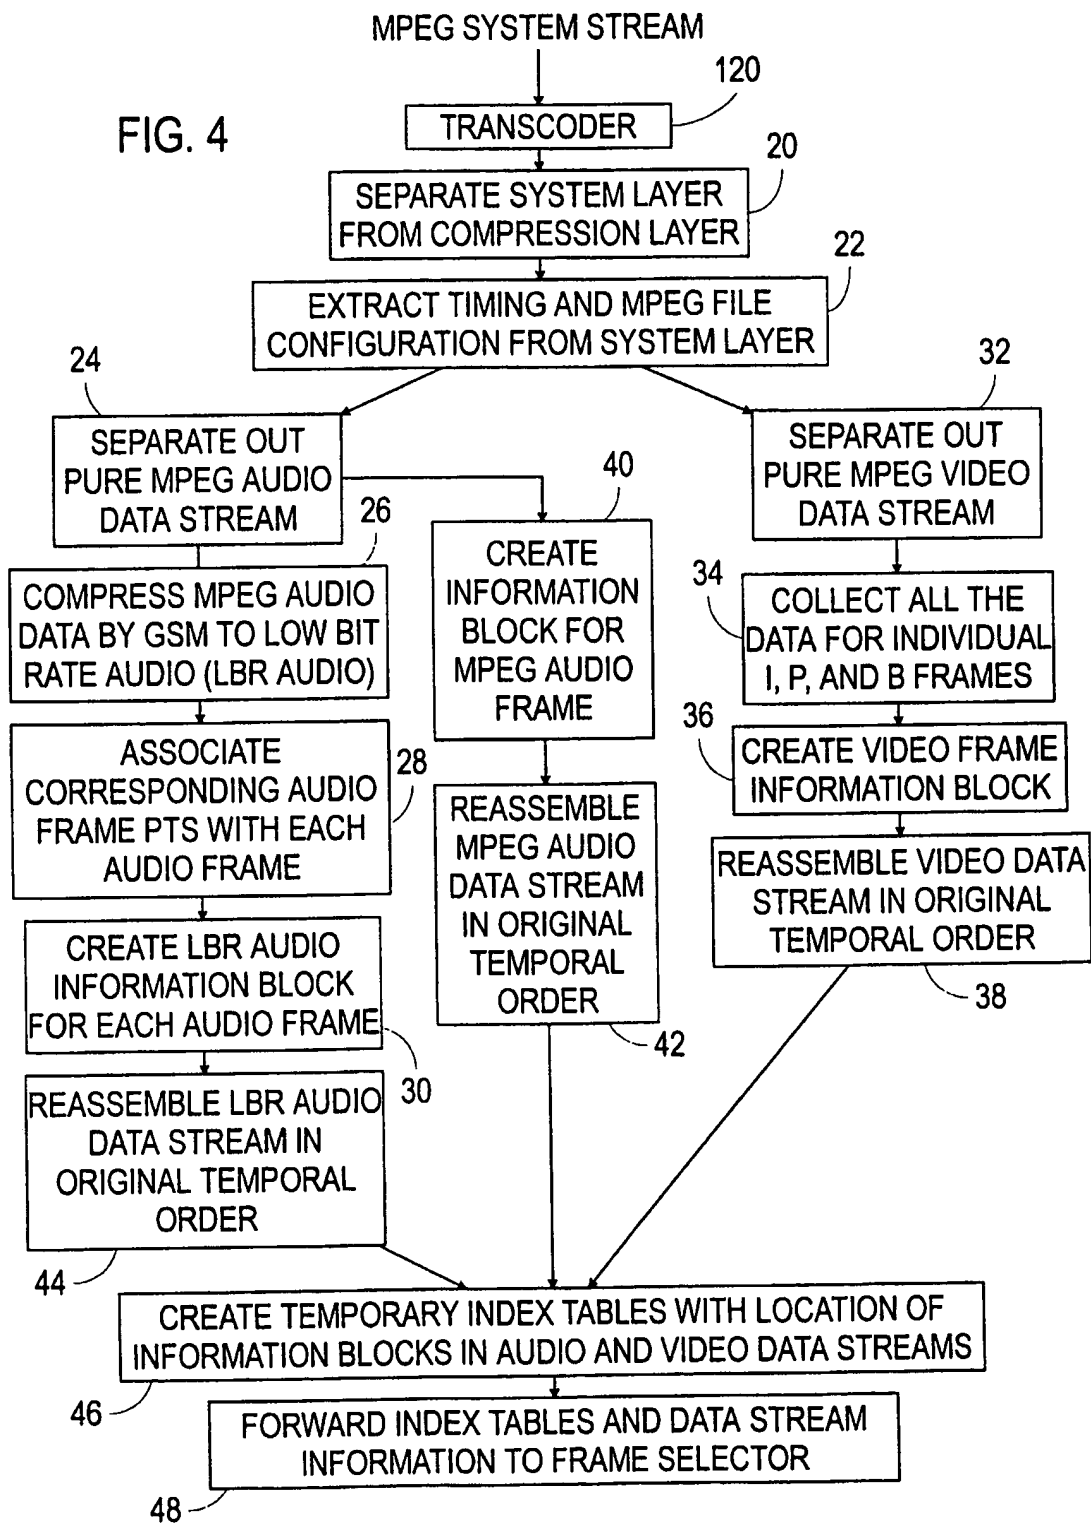 MPEG SYSTEM STREAM
FIG. 4
120
TRANSCODER
20
SEPARATE SYSTEM LAYER
FROM COMPRESSION LAYER
22
EXTRACT TIMING AND MPEG FILE
CONFIGURATION FROM SYSTEM LAYER
24
SEPARATE OUT
PURE MPEG AUDIO
DATA STREAM
26
COMPRESS MPEG AUDIO
DATA BY GSM TO LOW BIT
RATE AUDIO (LBR AUDIO)
ASSOCIATE
CORRESPONDING AUDIO
FRAME PTS WITH EACH
AUDIO FRAME
28
CREATE LBR AUDIO
INFORMATION BLOCK
FOR EACH AUDIO FRAME
30
REASSEMBLE LBR AUDIO
DATA STREAM IN
ORIGINAL TEMPORAL
ORDER
44
40
CREATE
INFORMATION
BLOCK FOR
MPEG AUDIO
FRAME
REASSEMBLE
MPEG AUDIO
DATA STREAM
IN ORIGINAL
TEMPORAL
ORDER
42
32
SEPARATE OUT
PURE MPEG VIDEO
DATA STREAM
34
COLLECT ALL THE
DATA FOR INDIVIDUAL
I, P, AND B FRAMES
36
CREATE VIDEO FRAME
INFORMATION BLOCK
REASSEMBLE VIDEO DATA
STREAM IN ORIGINAL
TEMPORAL ORDER
38
CREATE TEMPORARY INDEX TABLES WITH LOCATION OF
INFORMATION BLOCKS IN AUDIO AND VIDEO DATA STREAMS
46
FORWARD INDEX TABLES AND DATA STREAM
INFORMATION TO FRAME SELECTOR
48